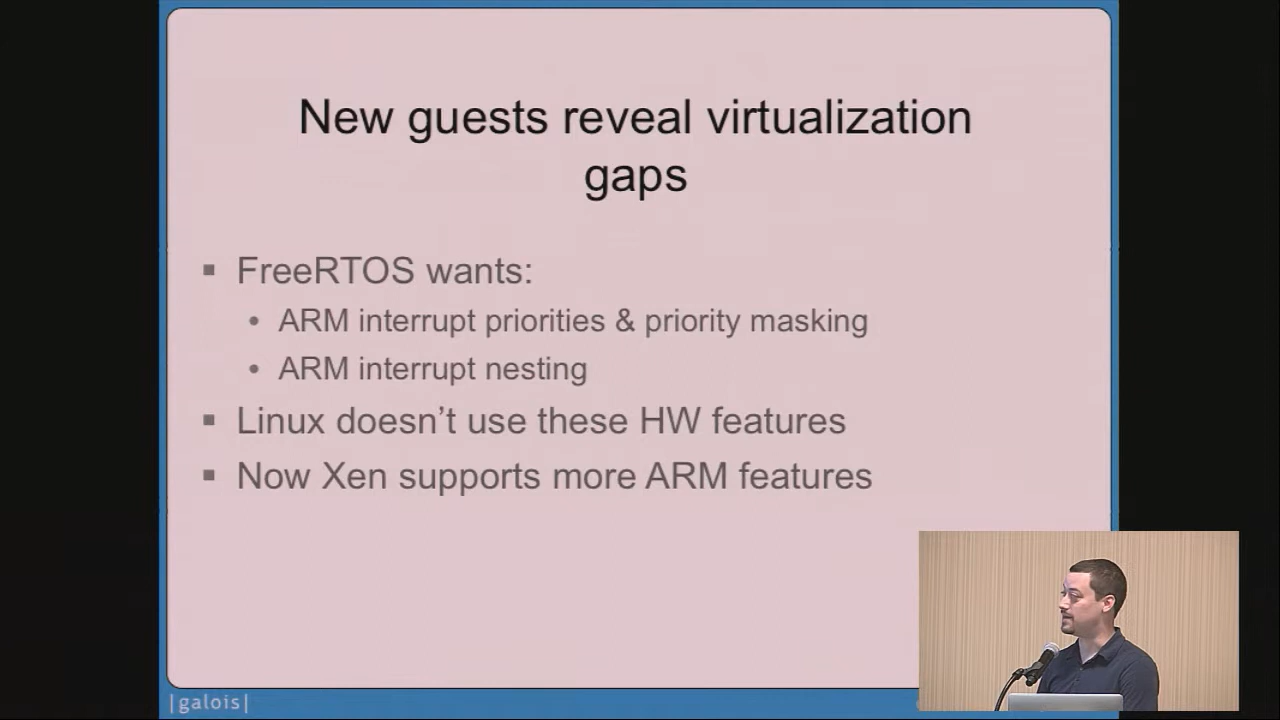 New guests reveal virtualization
gaps
▪ FreeRTOS wants:
• ARM interrupt priorities & priority masking
• ARM interrupt nesting
▪ Linux doesn’t use these HW features
▪ Now Xen supports more ARM features
|galois|